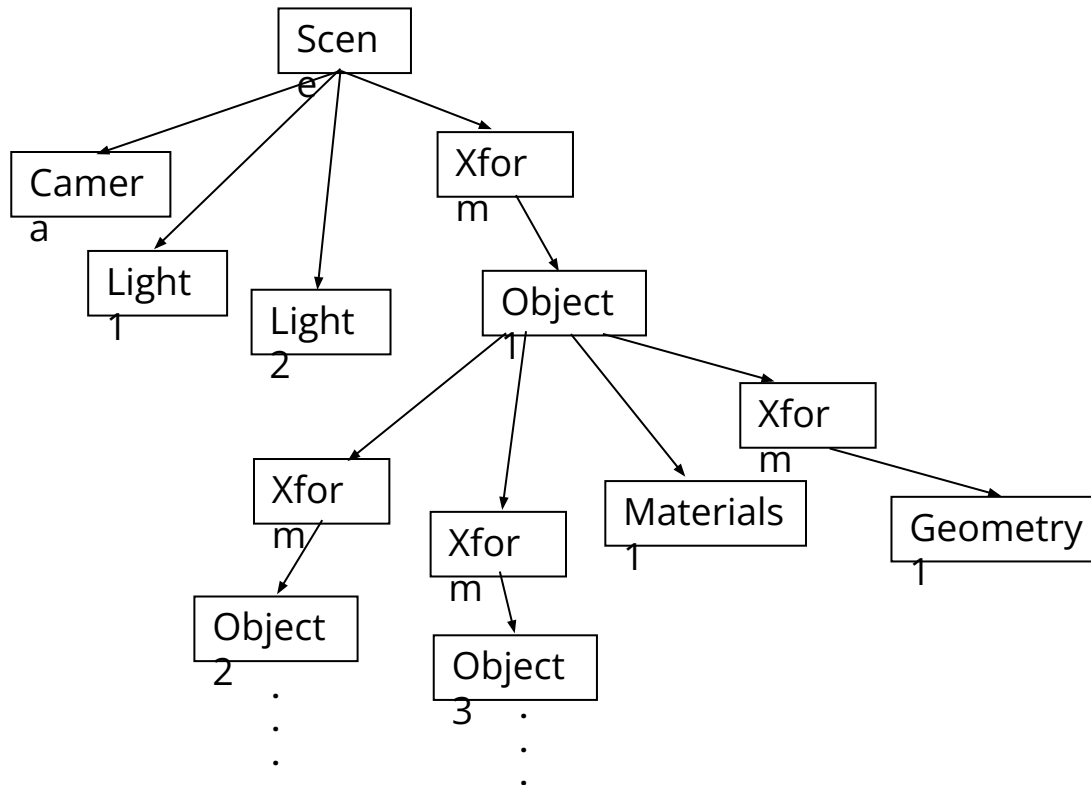 Scen
e
Camer
a
Light
1
Light
2
Xfor
m
Object
1
Xfor
m
Xfor
m
Materials
1
Xfor
m
Geometry
1
Object
2
.
.
.
Object
3
.
.
.